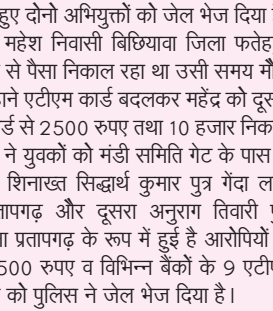 हुए दोनो अभियुक्तों को जेल भेज दिया
महेश निवासी बिछियावा जिला फतेह
से पैसा निकाल रहा था उसी समय मौ
ाने एटीएम कार्ड बदलकर महेंद्र को दूस
र्ड से 2500 रुपए तथा 10 हजार निक
ने युवकों को मंडी समिति गेट के पास
शिनाख्त सिद्धार्थ कुमार पुत्र गेंदा ल
तापगढ़ और दूसरा अनुराग तिवारी
ा प्रतापगढ़ के रूप में हुई है आरोपियों
500 रुपए व विभिन्न बैंकों के 9 एटी
को पुलिस ने जेल भेज दिया है।